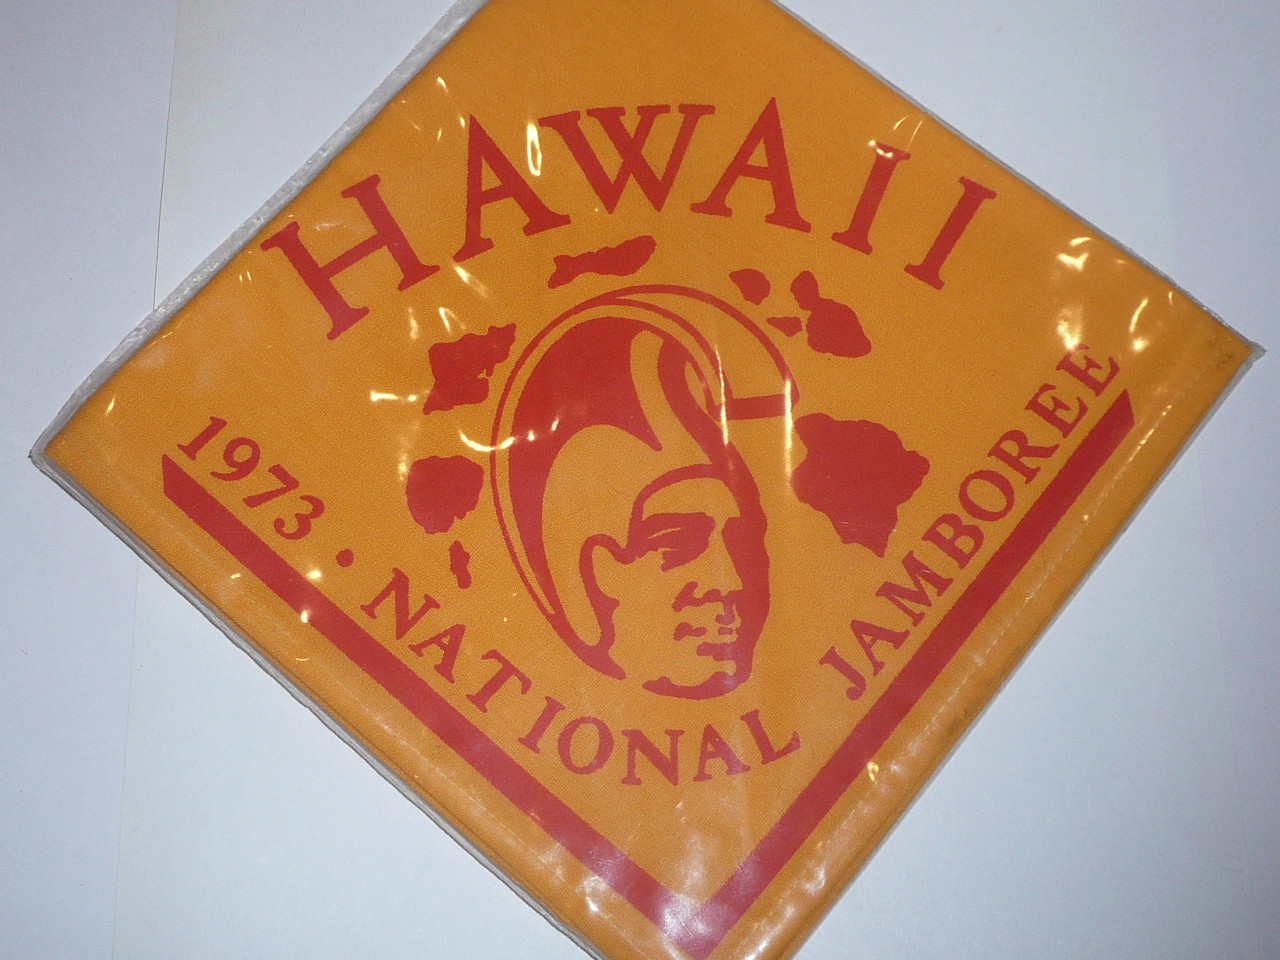 HAWAII
1973 • NATIONAL JAMBOREE